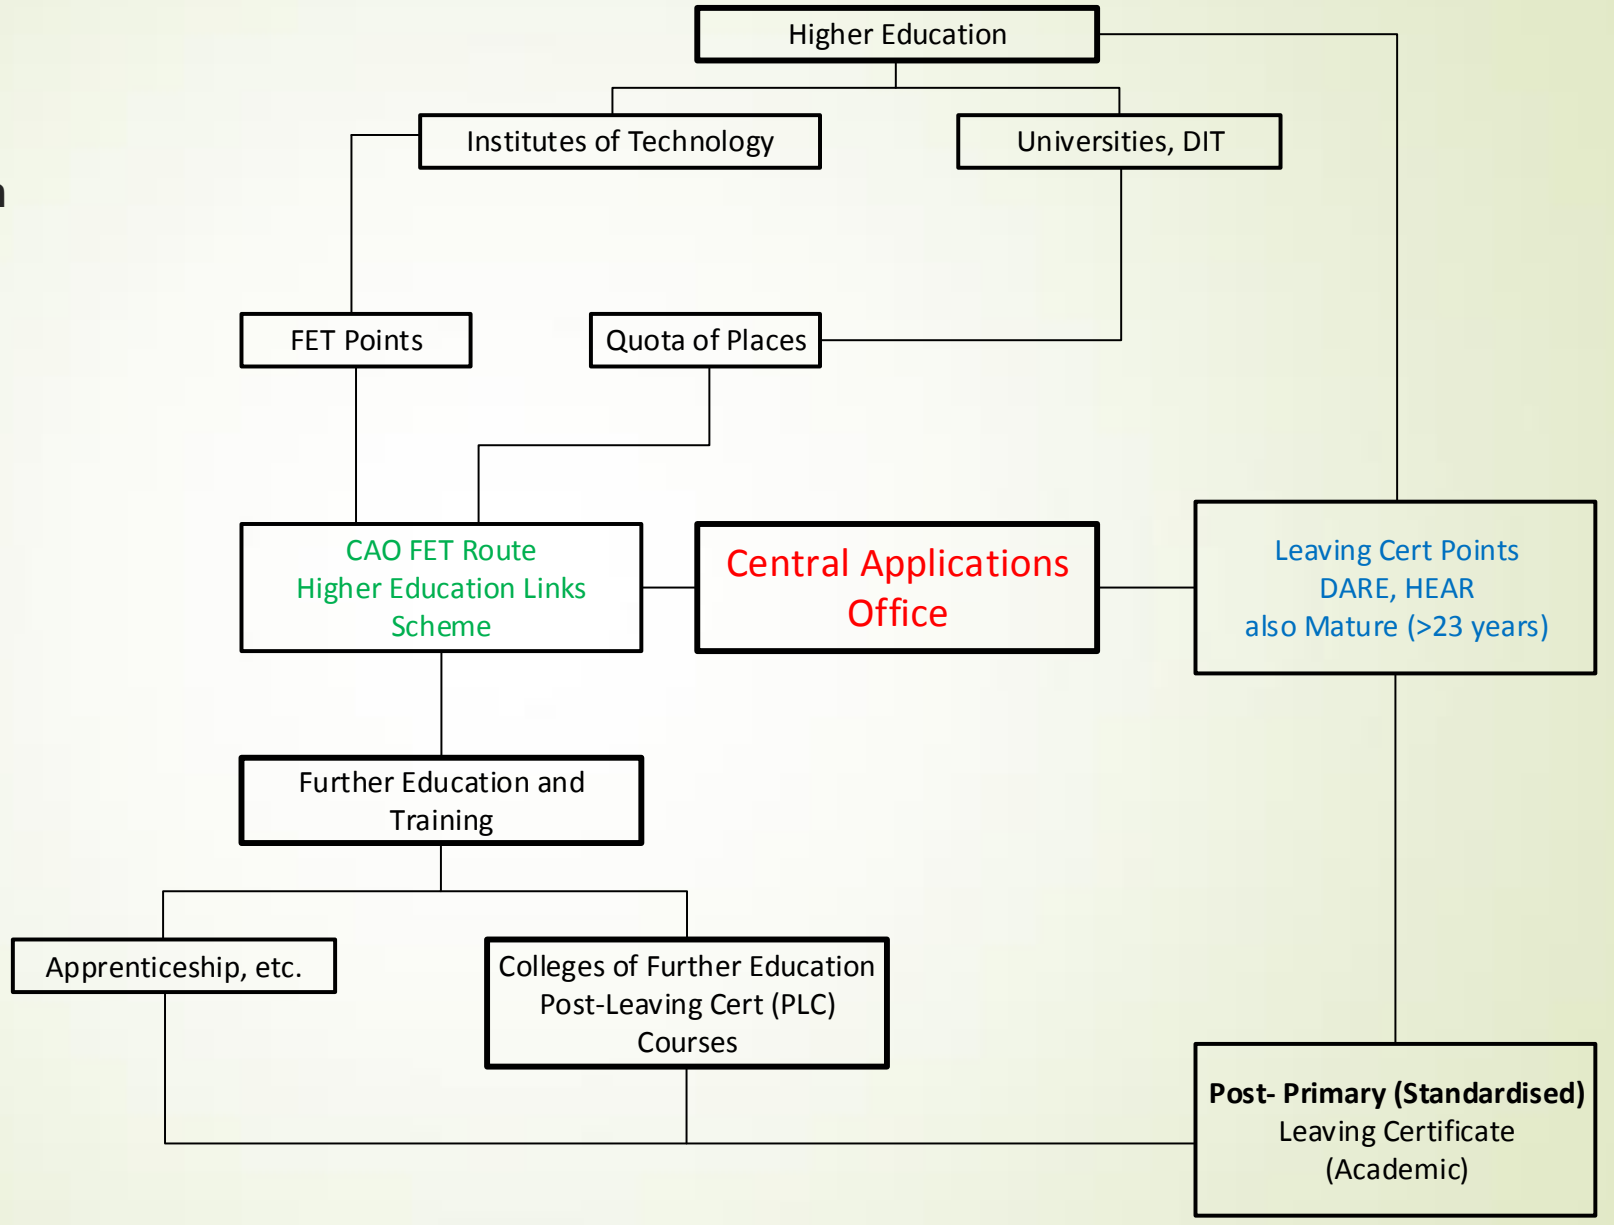 Higher Education
Institutes of Technology
Universities, DIT
FET Points
Quota of Places
CAO FET Route
Higher Education Links
Scheme
Central Applications
Office
Leaving Cert Points
DARE, HEAR
also Mature (>23 years)
Further Education and
Training
Apprenticeship, etc.
Colleges of Further Education
Post-Leaving Cert (PLC)
Courses
Post- Primary (Standardised)
Leaving Certificate
(Academic)